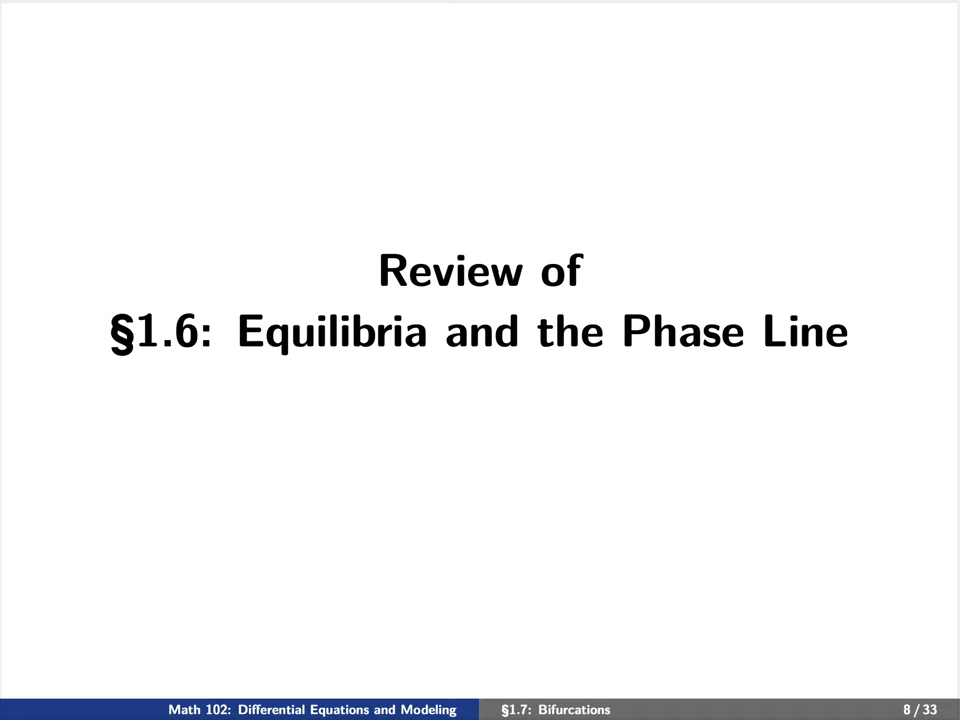 Review of
§1.6: Equilibria and the Phase Line
Math 102: Differential Equations and Modeling §1.7: Bifurcations 8 / 33